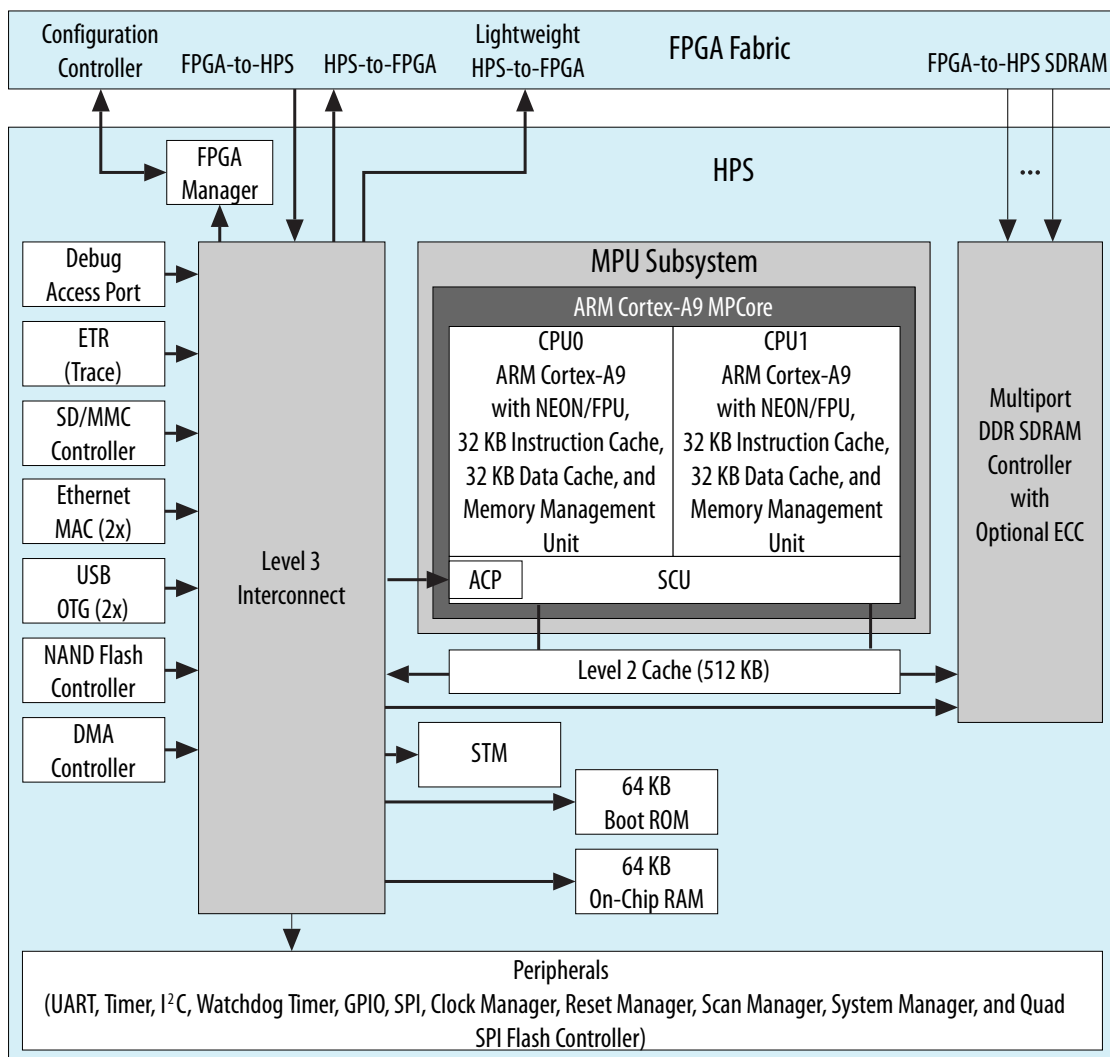 Configuration
Controller
FPGA-to-HPS
HPS-to-FPGA
Lightweight
HPS-to-FPGA
FPGA Fabric
FPGA-to-HPS SDRAM
HPS
FPGA
Manager
...
Debug
Access Port
ETR
(Trace)
SD/MMC
Controller
Ethernet
MAC (2x)
USB
OTG (2x)
NAND Flash
Controller
DMA
Controller
Level 3
Interconnect
MPU Subsystem
ARM Cortex-A9 MPCore
CPU0
ARM Cortex-A9
with NEON/FPU,
32 KB Instruction Cache,
32 KB Data Cache, and
Memory Management
Unit
CPU1
ARM Cortex-A9
with NEON/FPU,
32 KB Instruction Cache,
32 KB Data Cache, and
Memory Management
Unit
ACP
SCU
Level 2 Cache (512 KB)
Multiport
DDR SDRAM
Controller
with
Optional ECC
STM
64 KB
Boot ROM
64 KB
On-Chip RAM
Peripherals
(UART, Timer, I²C, Watchdog Timer, GPIO, SPI, Clock Manager, Reset Manager, Scan Manager, System Manager, and Quad
SPI Flash Controller)